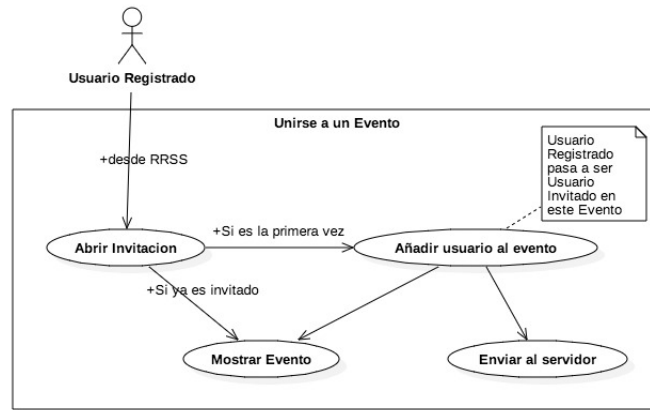 Usuario Registrado
Unirse a un Evento
Usuario
Registrado
pasa a ser
Usuario
Invitado en
este Evento
+desde RRSS
+Si es la primera vez
Abrir Invitacion
Añadir usuario al evento
+Si ya es invitado
Mostrar Evento
Enviar al servidor